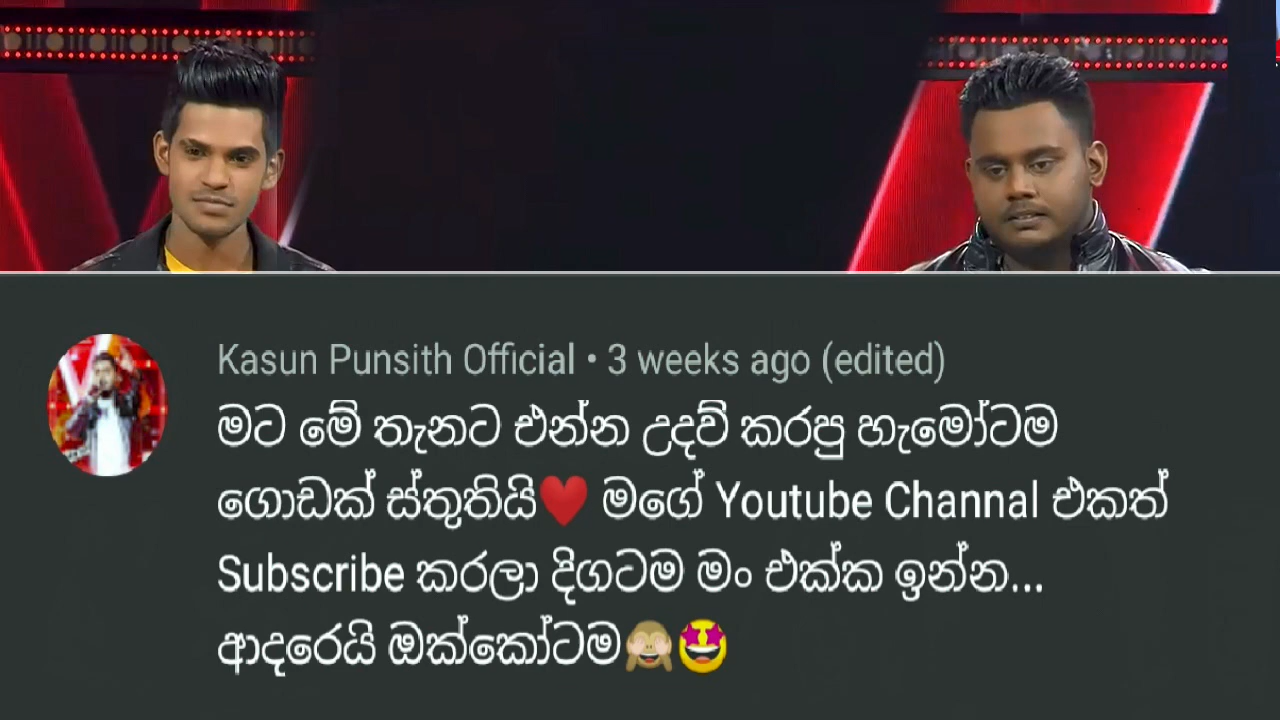 Kasun Punsith Official • 3 weeks ago (edited)
මට මේ තැනට එන්න උදව් කරපු හැමෝටම
ගොඩක් ස්තුතියි♥ මගේ Youtube Channal එකත්
Subscribe කරලා දිගටම මං එක්ක ඉන්න...
ආදරෙයි ඔක්කෝටම🙈🤩